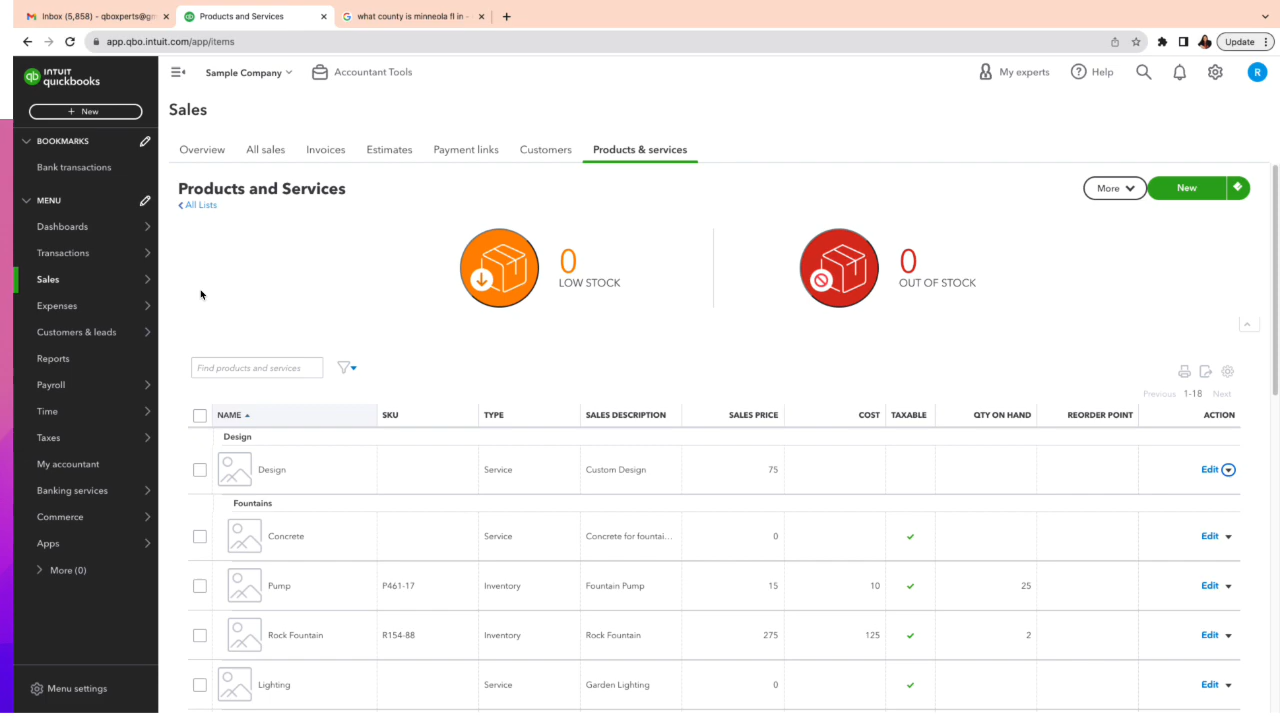 Inbox (5,858) - qboxperts@gm
Products and Services
what county is minneola fl in -
app.qbo.intuit.com/app/items
Update
qb INTUIT quickbooks
Sample Company
Accountant Tools
My experts
Help
R
+ New
Sales
BOOKMARKS
Bank transactions
MENU
Dashboards
Transactions
Sales
Expenses
Customers & leads
Reports
Payroll
Time
Taxes
My accountant
Banking services
Commerce
Apps
More (0)
Menu settings
Overview All sales Invoices Estimates Payment links Customers Products & services
Products and Services
All Lists
More
New
0
LOW STOCK
0
OUT OF STOCK
Find products and services
Previous 1-18 Next
NAME SKU TYPE SALES DESCRIPTION SALES PRICE COST TAXABLE QTY ON HAND REORDER POINT ACTION
Design
Design Service Custom Design 75 Edit
Fountains
Concrete Service Concrete for fountai... 0 Edit
Pump P461-17 Inventory Fountain Pump 15 10 25 Edit
Rock Fountain R154-88 Inventory Rock Fountain 275 125 2 Edit
Lighting Service Garden Lighting 0 Edit